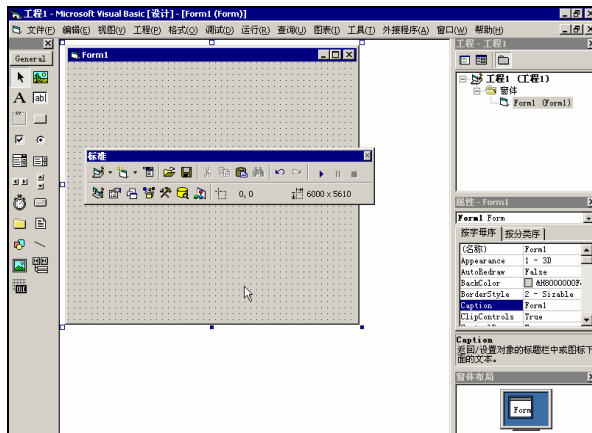 工程1 - Microsoft Visual Basic [设计] - [Form1 (Form)]
文件(F) 编辑(E) 视图(V) 工程(P) 格式(O) 调试(D) 运行(R) 查询(U) 图表(I) 工具(T) 外接程序(A) 窗口(W) 帮助(H)
General
A ab|
Form1
标准
0, 0 6000 x 5610
工程 - 工程1
工程1 (工程1)
窗体
Form1 (Form1)
属性 - Form1
Form1 Form
按字母序 按分类序
(名称) Form1
Appearance 1 - 3D
AutoRedraw False
BackColor &H8000000F&
BorderStyle 2 - Sizable
Caption Form1
ClipControls True
Caption
返回/设置对象的标题栏中或图标下
面的文本。
窗体布局
Form